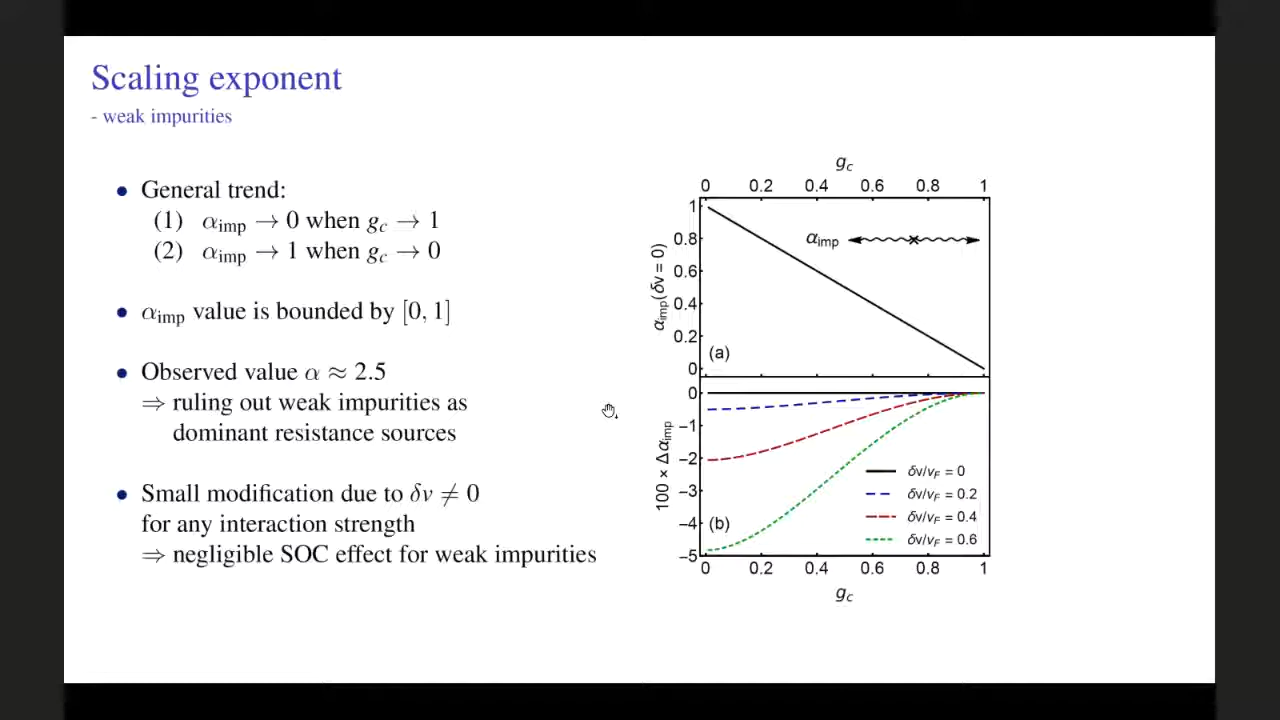 Scaling exponent
- weak impurities
• General trend:
(1) α_imp → 0 when g_c → 1
(2) α_imp → 1 when g_c → 0
• α_imp value is bounded by [0, 1]
• Observed value α ≈ 2.5
⇒ ruling out weak impurities as
dominant resistance sources
• Small modification due to δv ≠ 0
for any interaction strength
⇒ negligible SOC effect for weak impurities
g_c
0 0.2 0.4 0.6 0.8 1
α_imp(δv = 0)
1
0.8
0.6
0.4
0.2
0
α_imp
(a)
100 × Δα_imp
0
−1
−2
−3
−4
−5
δv/v_F = 0
δv/v_F = 0.2
δv/v_F = 0.4
δv/v_F = 0.6
(b)
0 0.2 0.4 0.6 0.8 1
g_c